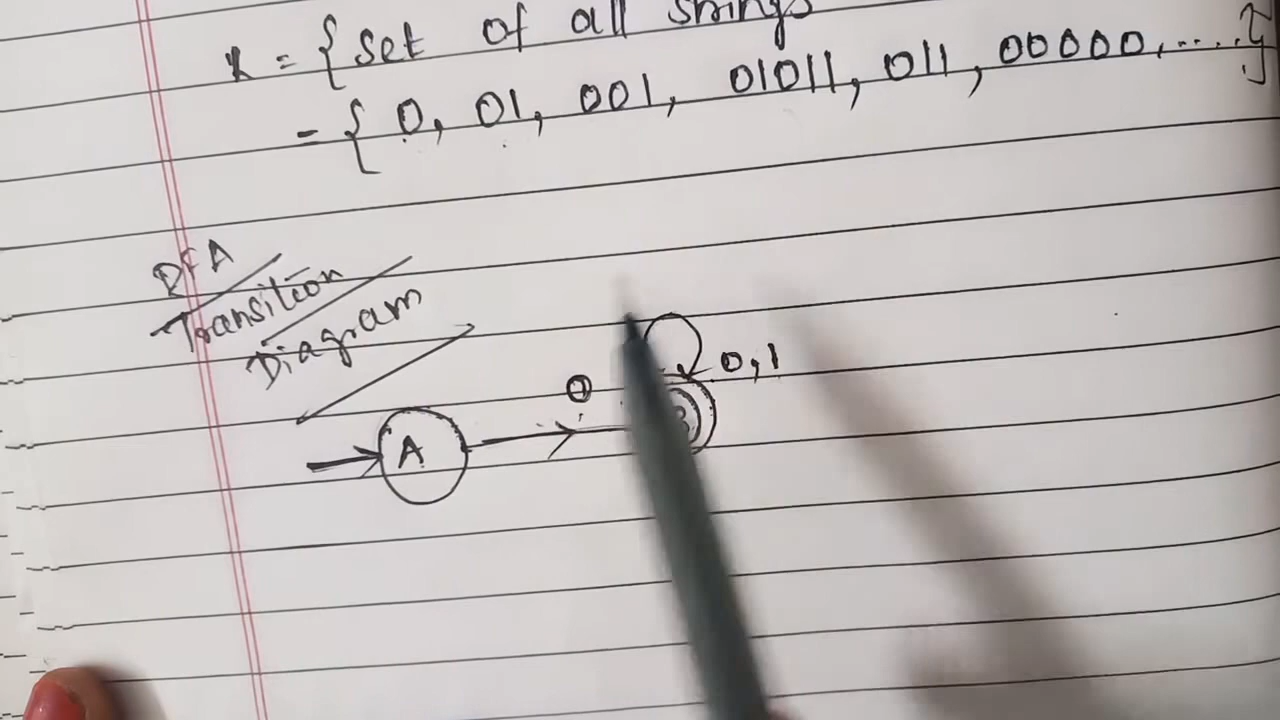 = { Set of all Strings
= { 0, 01, 001, 01011, 011, 00000, ..... }
DFA
Transition
Diagram
0,1
0
A